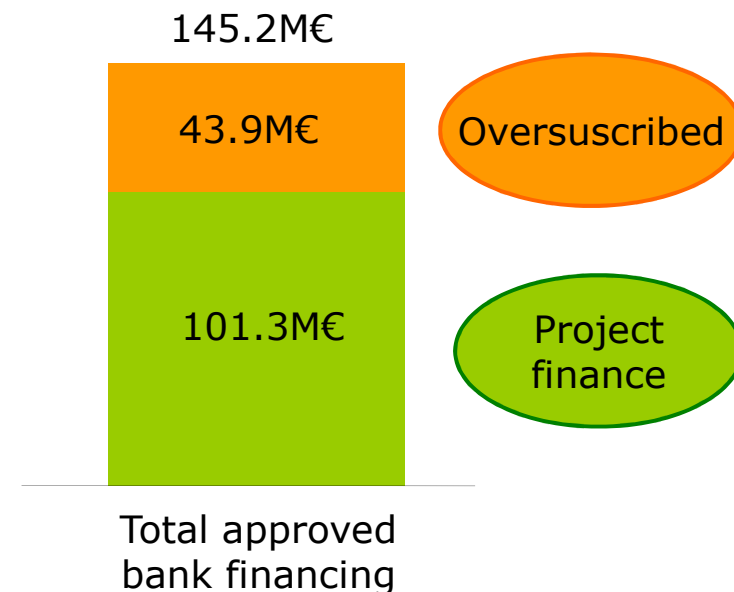 145.2M€
43.9M€
Oversuscribed
101.3M€
Project
finance
Total approved
bank financing